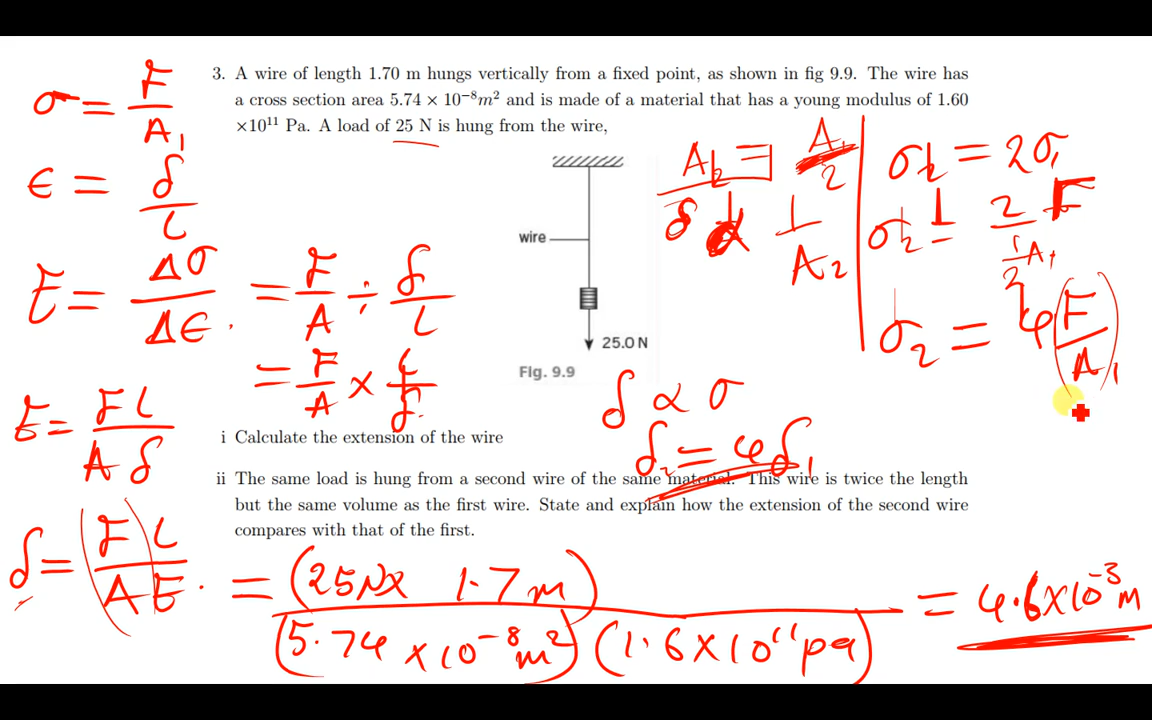 3. A wire of length 1.70 m hungs vertically from a fixed point, as shown in fig 9.9. The wire has
a cross section area 5.74 × 10⁻⁸m² and is made of a material that has a young modulus of 1.60
×10¹¹ Pa. A load of 25 N is hung from the wire,
wire
25.0 N
Fig. 9.9
i Calculate the extension of the wire
ii The same load is hung from a second wire of the same material. This wire is twice the length
but the same volume as the first wire. State and explain how the extension of the second wire
compares with that of the first.
σ = F/A₁
ϵ = δ/L
E = Δσ/Δϵ = F/A ÷ δ/L
= F/A × L/δ
E = FL/Aδ
δ = (F/A) L/E = (25N × 1.7m)/(5.74 × 10⁻⁸ m²)(1.6 × 10¹¹ pa) = 4.6 × 10⁻³ m
A₂ = A₁/2
δ α 1/A₂
σ₂ = 2σ₁
σ₂ = 2F/½A₁
σ₂ = 4(F/A)₁
δ ∝ σ
δ₂ = 4δ₁